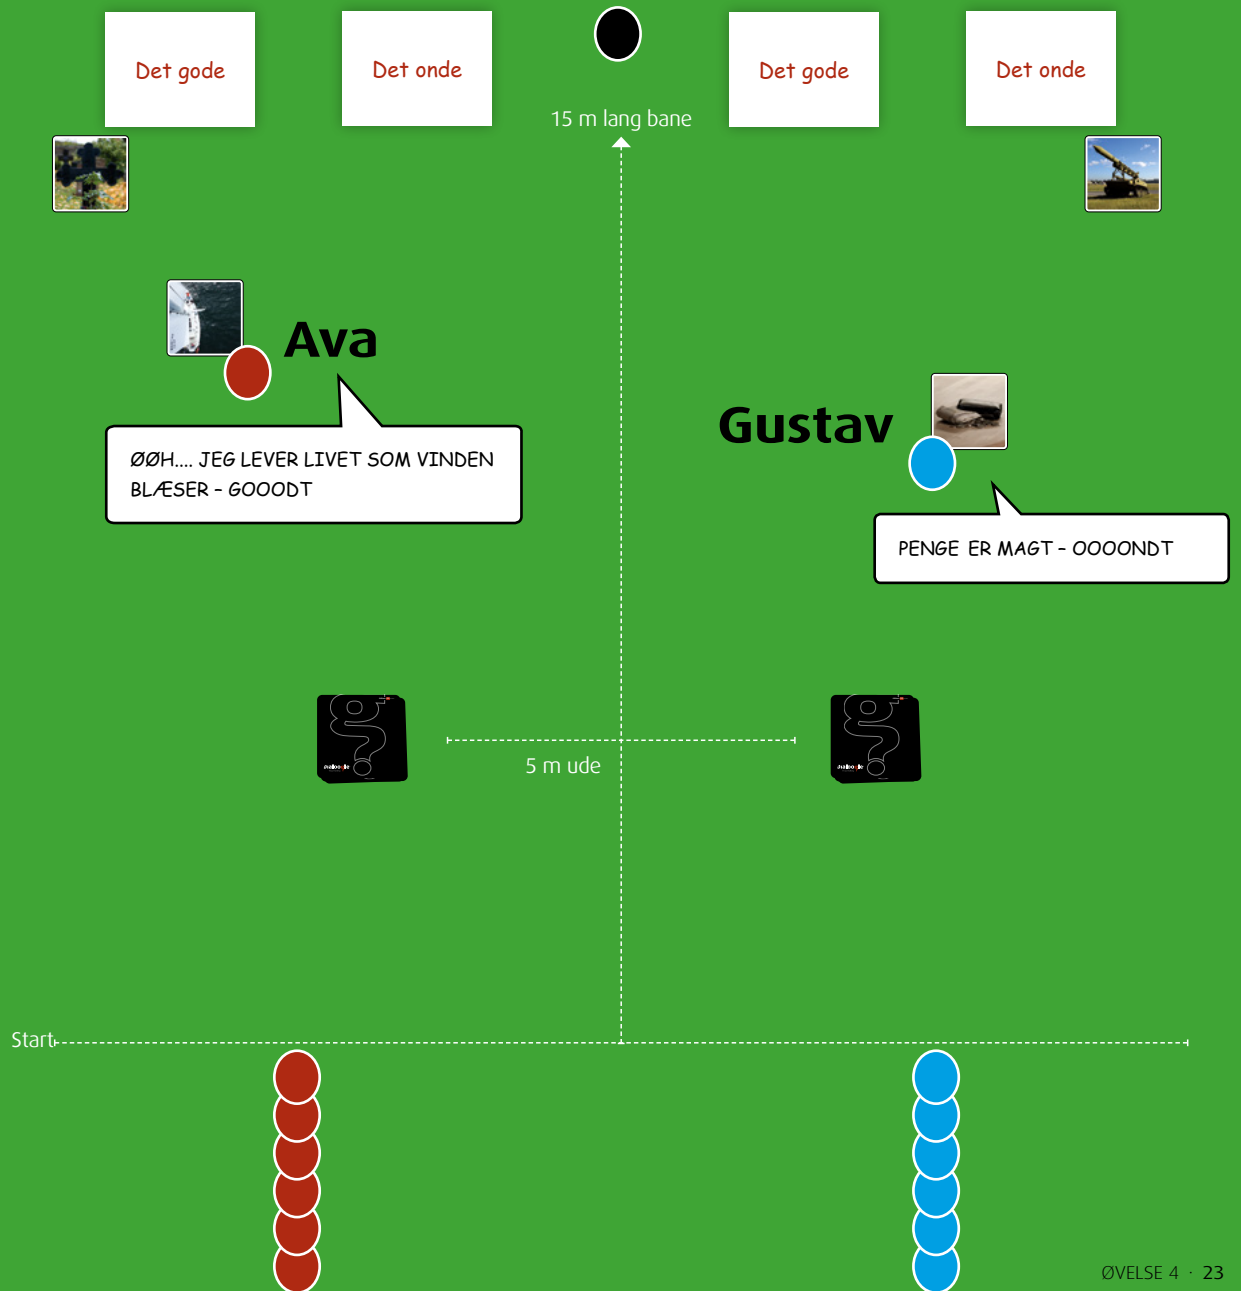 Det gode
Det onde
Det gode
Det onde
15 m lang bane
Ava
ØØH.... JEG LEVER LIVET SOM VINDEN
BLÆSER – GOOODT
Gustav
PENGE ER MAGT – OOOONDT
g?
g?
5 m ude
Start
ØVELSE 4 · 23